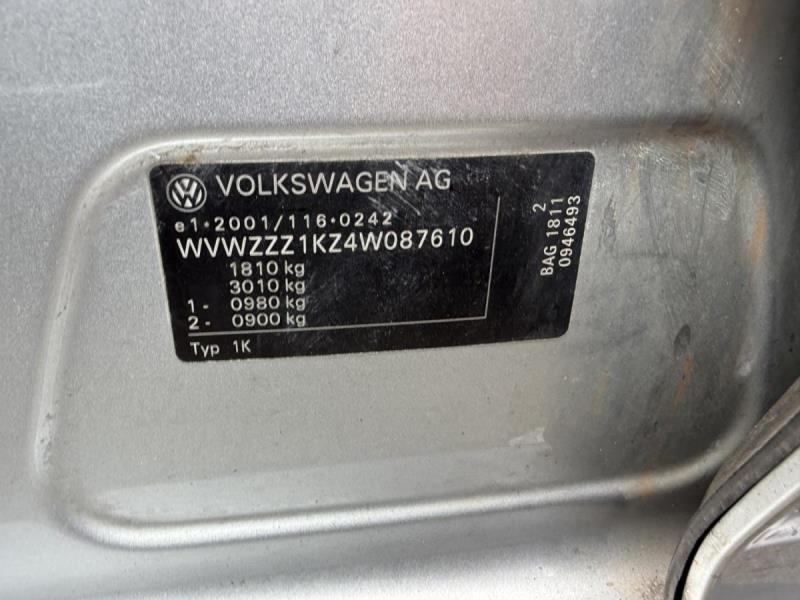 VOLKSWAGEN AG
e1*2001/116*0242
WVWZZZ1KZ4W087610
1810 kg
3010 kg
1 - 0980 kg
2 - 0900 kg
Typ 1K
2
BAG 1811
0946493